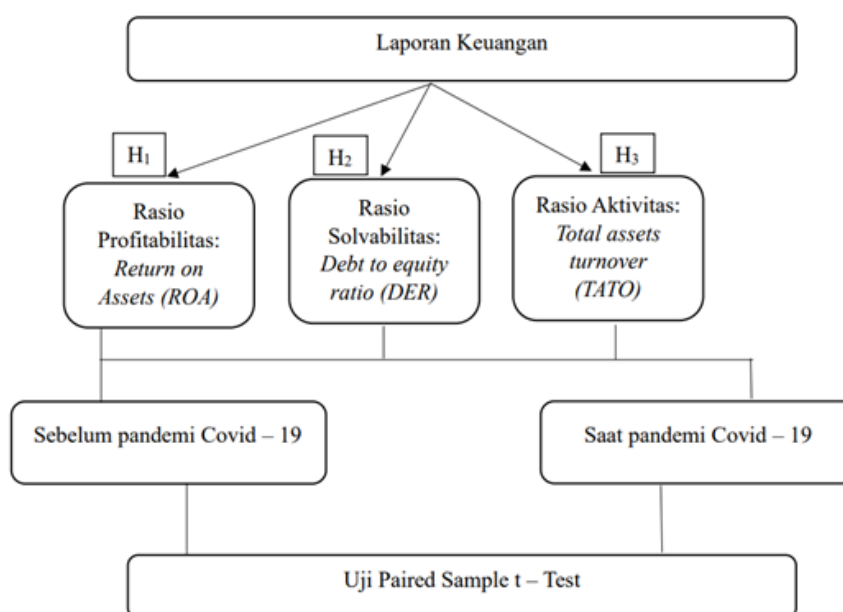 Laporan Keuangan
H₁
H₂
H₃
Rasio
Profitabilitas:
Return on
Assets (ROA)
Rasio
Solvabilitas:
Debt to equity
ratio (DER)
Rasio Aktivitas:
Total assets
turnover
(TATO)
Sebelum pandemi Covid – 19
Saat pandemi Covid – 19
Uji Paired Sample t – Test